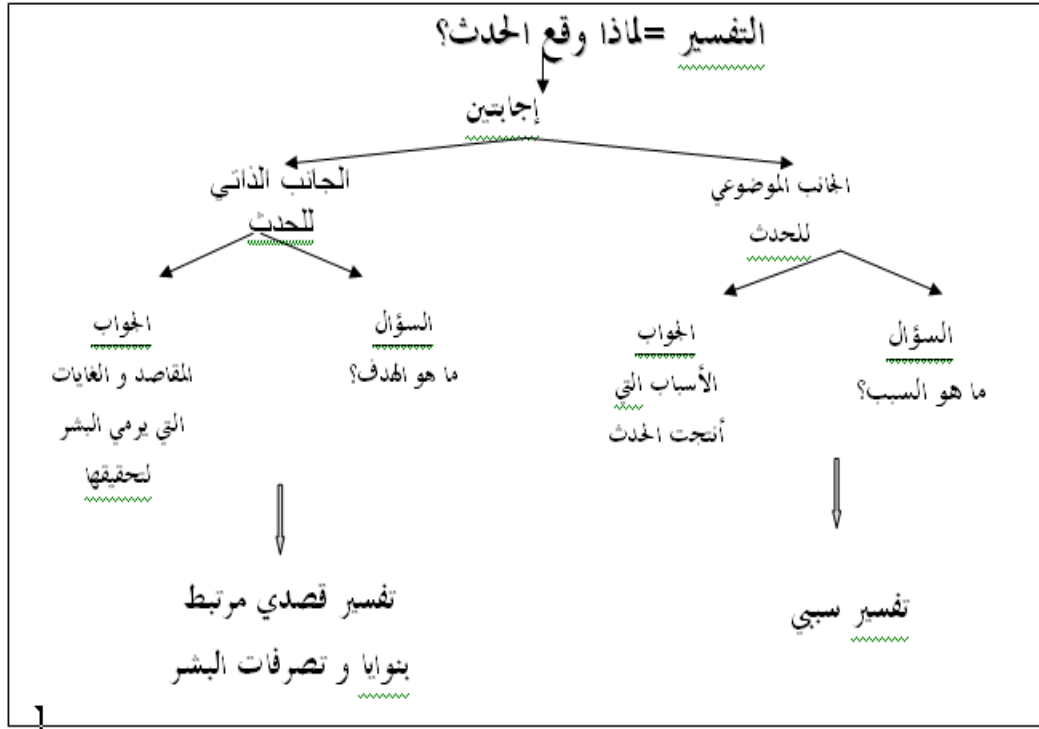 التفسير =لماذا وقع الحدث؟
إجابتين
الجانب الموضوعي
للحدث
السؤال
ما هو السبب؟
الجواب
الأسباب التي
أنتجت الحدث
تفسير سببي
الجانب الذاتي
للحدث
السؤال
ما هو الهدف؟
الجواب
المقاصد و الغايات
التي يرمي البشر
لتحقيقها
تفسير قصدي مرتبط
بنوايا و تصرفات البشر